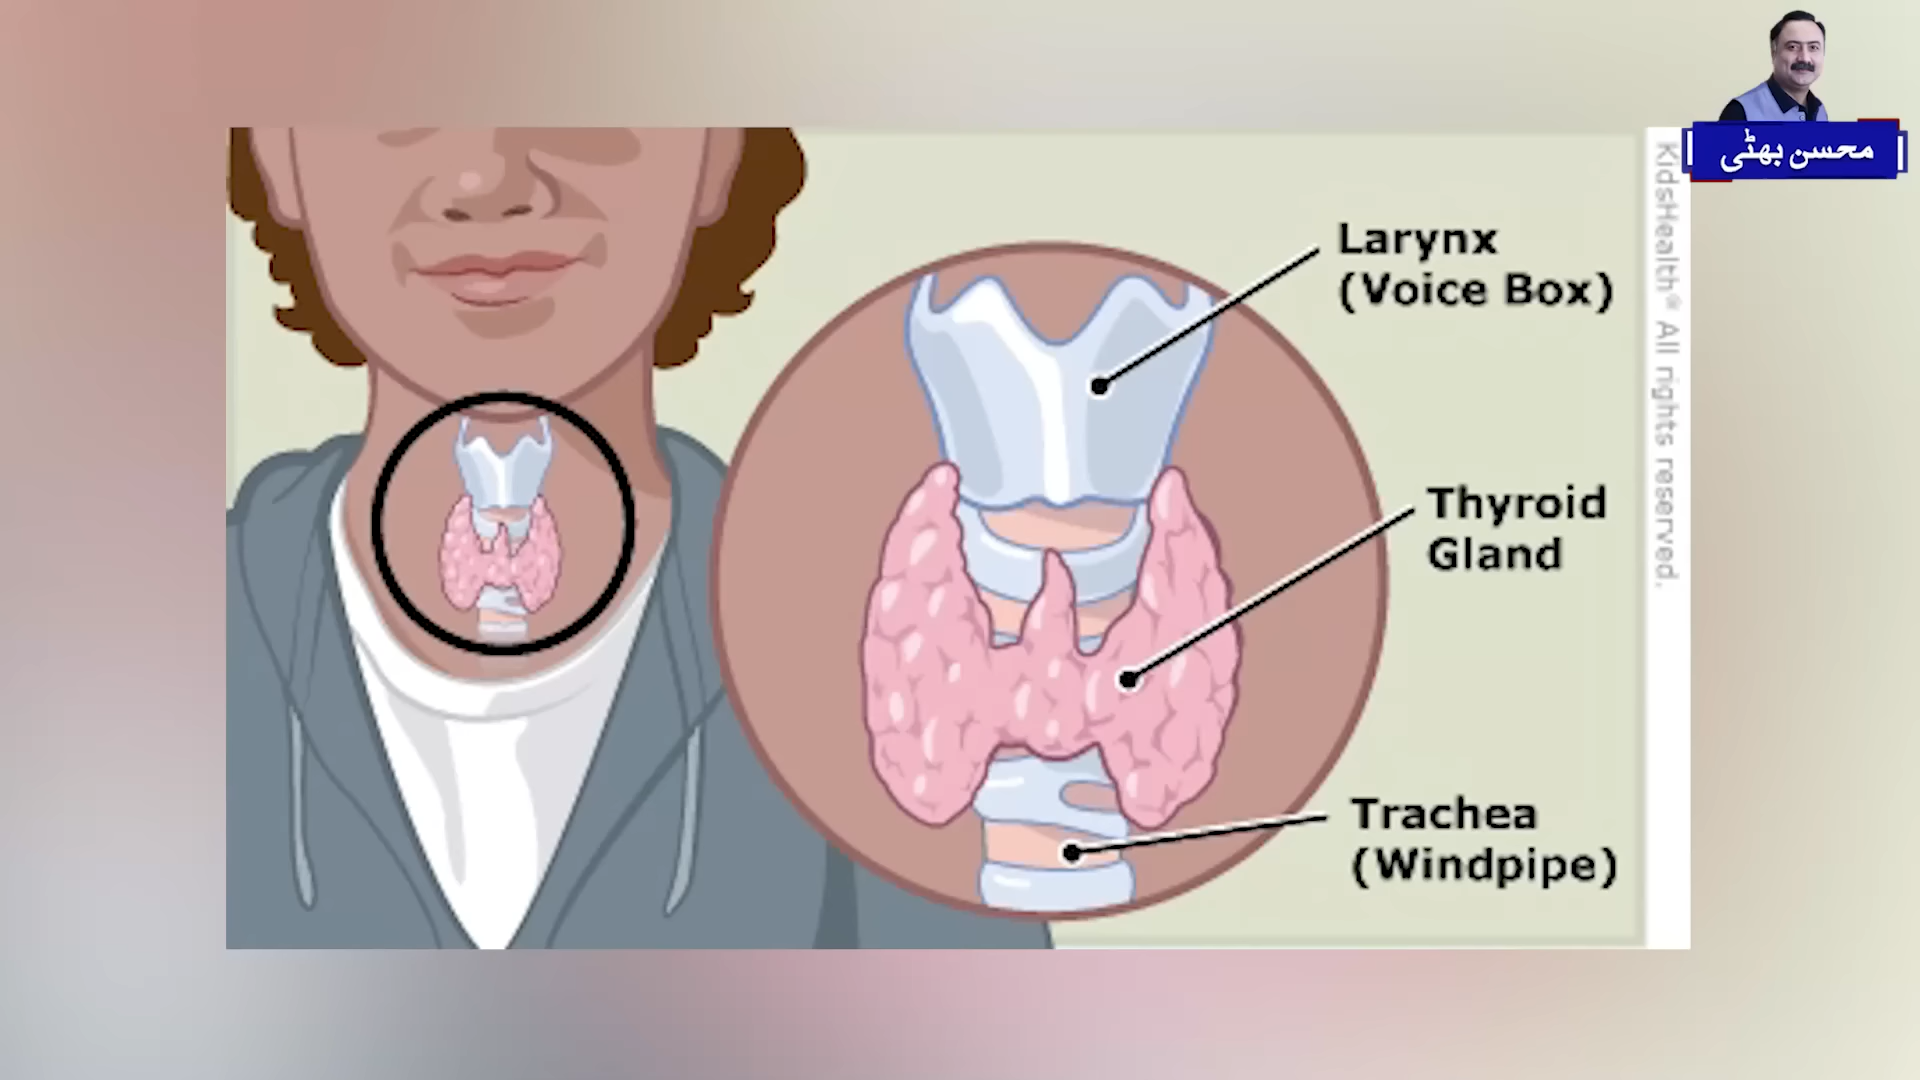 محسن بھٹی
Larynx
(Voice Box)
Thyroid
Gland
Trachea
(Windpipe)
KidsHealth® All rights reserved.